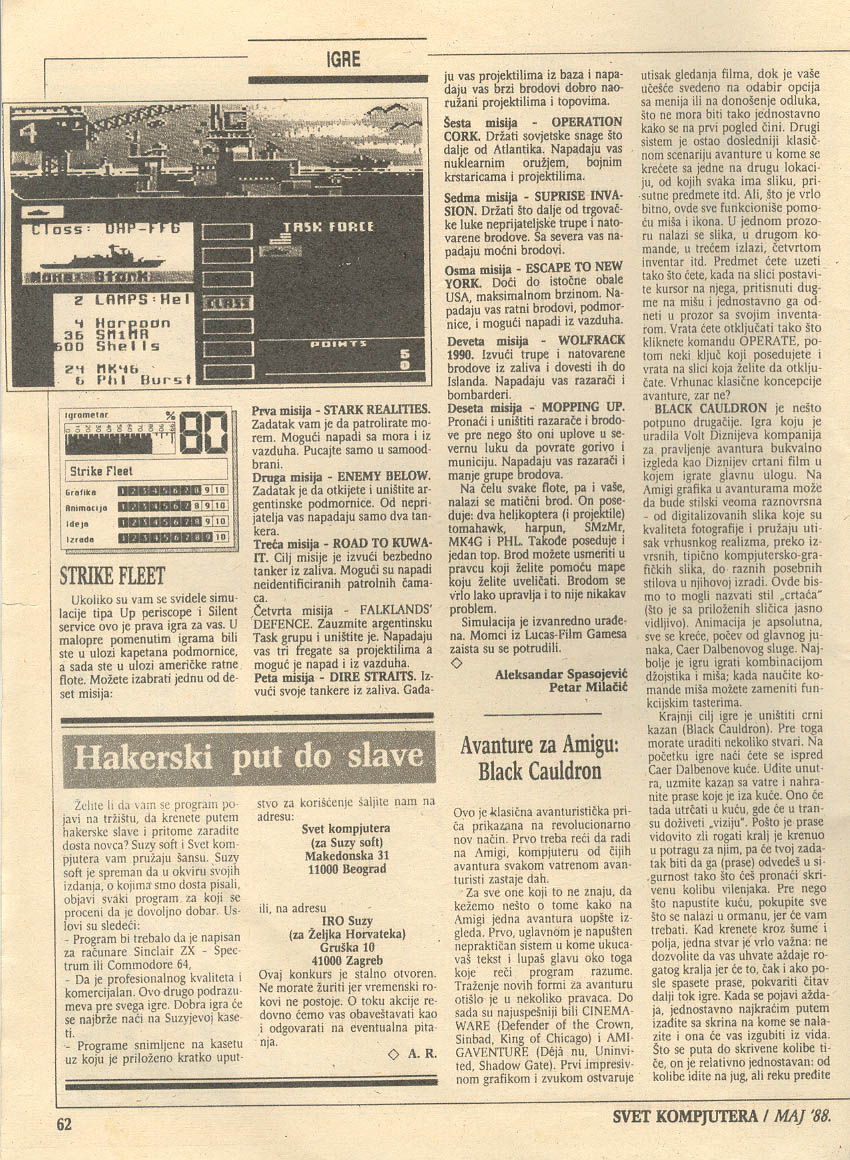 IGRE
4
Class: OHP-FFG
Name: Stark
2 LAMPS:Hel
4 Harpoon
36 SM1MR
600 Shells
24 MK46
6 Phl Burst
CLASS
TASK FORCE
POINTS
5
0
Igrometar
%
80
Strike Fleet
Grafika 1 2 3 4 5 6 7 8 9 10
Animacija 1 2 3 4 5 6 7 8 9 10
Ideja 1 2 3 4 5 6 7 8 9 10
Izrada 1 2 3 4 5 6 7 8 9 10
STRIKE FLEET
Ukoliko su vam se svidele simu-
lacije tipa Up periscope i Silent
service ovo je prava igra za vas. U
malopre pomenutim igrama bili
ste u ulozi kapetana podmornice,
a sada ste u ulozi američke ratne
flote. Možete izabrati jednu od de-
set misija:
Prva misija - STARK REALITIES.
Zadatak vam je da patrolirate mo-
rem. Mogući napadi sa mora i iz
vazduha. Pucajte samo u samood-
brani.
Druga misija - ENEMY BELOW.
Zadatak je da otkijete i uništite ar-
gentinske podmornice. Od nepri-
jatelja vas napadaju samo dva tan-
kera.
Treća misija - ROAD TO KUWA-
IT. Cilj misije je izvući bezbedno
tanker iz zaliva. Mogući su napadi
neidentificiranih patrolnih čama-
ca.
Četvrta misija - FALKLANDS'
DEFENCE. Zauzmite argentinsku
Task grupu i uništite je. Napadaju
vas tri fregate sa projektilima a
moguć je napad i iz vazduha.
Peta misija - DIRE STRAITS. Iz-
vući svoje tankere iz zaliva. Gađa-
ju vas projektilima iz baza i napa-
daju vas brzi brodovi dobro nao-
ružani projektilima i topovima.
Šesta misija - OPERATION
CORK. Držati sovjetske snage što
dalje od Atlantika. Napadaju vas
nuklearnim oružjem, bojnim
krstaricama i projektilima.
Sedma misija - SUPRISE INVA-
SION. Držati što dalje od trgovač-
ke luke neprijateljske trupe i nato-
varene brodove. Sa severa vas na-
padaju moćni brodovi.
Osma misija - ESCAPE TO NEW
YORK. Doći do istočne obale
USA, maksimalnom brzinom. Na-
padaju vas ratni brodovi, podmor-
nice, i mogući napadi iz vazduha.
Deveta misija - WOLFRACK
1990. Izvući trupe i natovarene
brodove iz zaliva i dovesti ih do
Islanda. Napadaju vas razarači i
bombarderi.
Deseta misija - MOPPING UP.
Pronaći i uništiti razarače i brodo-
ve pre nego što oni uplove u se-
vernu luku da povrate gorivo i
municiju. Napadaju vas razarači i
manje grupe brodova.
Na čelu svake flote, pa i vaše,
nalazi se matični brod. On pose-
duje: dva helikoptera (i projektile)
tomahawk, harpun, SMzMr,
MK4G i PHL. Takođe poseduje i
jedan top. Brod možete usmeriti u
pravcu koji želite pomoću mape
koju želite uveličati. Brodom se
vrlo lako upravlja i to nije nikakav
problem.
Simulacija je izvanredno urađe-
na. Momci iz Lucas-Film Gamesa
zaista su se potrudili.
◇
Aleksandar Spasojević
Petar Milačić
Hakerski put do slave
Želite li da vam se program po-
javi na tržištu, da krenete putem
hakerske slave i pritome zaradite
dosta novca? Suzy soft i Svet kom-
pjutera vam pružaju šansu. Suzy
soft je spreman da u okviru svojih
izdanja, o kojima smo dosta pisali,
objavi svaki program za koji se
proceni da je dovoljno dobar. Us-
lovi su sledeći:
- Program bi trebalo da je napisan
za računare Sinclair ZX - Spec-
trum ili Commodore 64,
- Da je profesionalnog kvaliteta i
komercijalan. Ovo drugo podrazu-
meva pre svega igre. Dobra igra će
se najbrže naći na Suzyjevoj kase-
ti.
- Programe snimljene na kasetu
uz koju je priloženo kratko uput-
stvo za korišćenje šaljite nam na
adresu:
Svet kompjutera
(za Suzy soft)
Makedonska 31
11000 Beograd
ili, na adresu
IRO Suzy
(za Željka Horvateka)
Gruška 10
41000 Zagreb
Ovaj konkurs je stalno otvoren.
Ne morate žuriti jer vremenski ro-
kovi ne postoje. O toku akcije re-
dovno ćemo vas obaveštavati kao
i odgovarati na eventualna pita-
nja.
◇ A. R.
Avanture za Amigu:
Black Cauldron
Ovo je klasična avanturistička pri-
ča prikazana na revolucionarno
nov način. Prvo treba reći da radi
na Amigi, kompjuteru od čijih
avantura svakom vatrenom avan-
turisti zastaje dah.
Za sve one koji to ne znaju, da
kežemo nešto o tome kako na
Amigi jedna avantura uopšte iz-
gleda. Prvo, uglavnom je napušten
nepraktičan sistem u kome ukuca-
vaš tekst i lupaš glavu oko toga
koje reči program razume.
Traženje novih formi za avanturu
otišlo je u nekoliko pravaca. Do
sada su najuspešniji bili CINEMA-
WARE (Defender of the Crown,
Sinbad, King of Chicago) i AMI-
GAVENTURE (Déjà nu, Uninvi-
ted, Shadow Gate). Prvi impresiv-
nom grafikom i zvukom ostvaruje
utisak gledanja filma, dok je vaše
učešće svedeno na odabir opcija
sa menija ili na donošenje odluka,
što ne mora biti tako jednostavno
kako se na prvi pogled čini. Drugi
sistem je ostao dosledniji klasič-
nom scenariju avanture u kome se
krećete sa jedne na drugu lokaci-
ju, od kojih svaka ima sliku, pri-
sutne predmete itd. Ali, što je vrlo
bitno, ovde sve funkcioniše pomo-
ću miša i ikona. U jednom prozo-
ru nalazi se slika, u drugom ko-
mande, u trećem izlazi, četvrtom
inventar itd. Predmet ćete uzeti
tako što ćete, kada na slici postavi-
te kursor na njega, pritisnuti dug-
me na mišu i jednostavno ga od-
neti u prozor sa svojim inventa-
rom. Vrata ćete otključati tako što
kliknete komandu OPERATE, po-
tom neki ključ koji posedujete i
vrata na slici koja želite da otklju-
čate. Vrhunac klasične koncepcije
avanture, zar ne?
BLACK CAULDRON je nešto
potpuno drugačije. Igra koju je
uradila Volt Diznijeva kompanija
za pravljenje avantura bukvalno
izgleda kao Diznijev crtani film u
kojem igrate glavnu ulogu. Na
Amigi grafika u avanturama može
da bude stilski veoma raznovrsna
- od digitalizovanih slika koje su
kvaliteta fotografije i pružaju uti-
sak vrhusnkog realizma, preko iz-
vrsnih, tipično kompjutersko-gra-
fičkih slika, do raznih posebnih
stilova u njihovoj izradi. Ovde bis-
mo to mogli nazvati stil „crtaća"
(što je sa priloženih sličica jasno
vidljivo). Animacija je apsolutna,
sve se kreće, počev od glavnog ju-
naka, Caer Dalbenovog sluge. Naj-
bolje je igru igrati kombinacijom
džojstika i miša; kada naučite ko-
mande miša možete zameniti fun-
kcijskim tasterima.
Krajnji cilj igre je uništiti crni
kazan (Black Cauldron). Pre toga
morate uraditi nekoliko stvari. Na
početku igre naći ćete se ispred
Caer Dalbenove kuće. Uđite unut-
ra, uzmite kazan sa vatre i nahra-
nite prase koje je iza kuće. Ono će
tada utrčati u kuću, gde će u tran-
su doživeti „viziju". Pošto je prase
vidovito zli rogati kralj je krenuo
u potragu za njim, pa će tvoj zada-
tak biti da ga (prase) odvedeš u si-
gurnost tako što ćeš pronaći skri-
venu kolibu vilenjaka. Pre nego
što napustite kuću, pokupite sve
što se nalazi u ormanu, jer će vam
trebati. Kad krenete kroz šume i
polja, jedna stvar je vrlo važna: ne
dozvolite da vas uhvate aždaje ro-
gatog kralja jer će to, čak i ako po-
sle spasete prase, pokvariti čitav
dalji tok igre. Kada se pojavi ažda-
ja, jednostavno najkraćim putem
izađite sa skrina na kome se nala-
zite i ona će vas izgubiti iz vida.
Što se puta do skrivene kolibe ti-
če, on je relativno jednostavan: od
kolibe idite na jug, ali reku pređite
62
SVET KOMPJUTERA / MAJ '88.